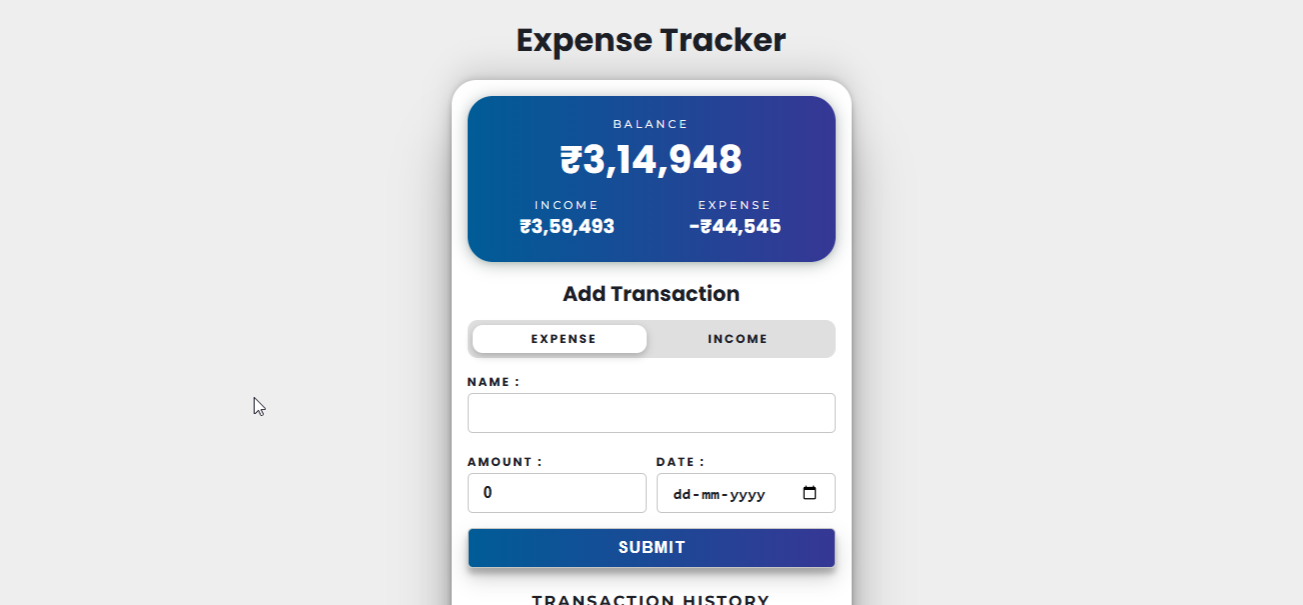 Expense Tracker
BALANCE
₹3,14,948
INCOME EXPENSE
₹3,59,493 -₹44,545
Add Transaction
EXPENSE INCOME
NAME :
AMOUNT : DATE :
0 dd-mm-yyyy
SUBMIT
TRANSACTION HISTORY